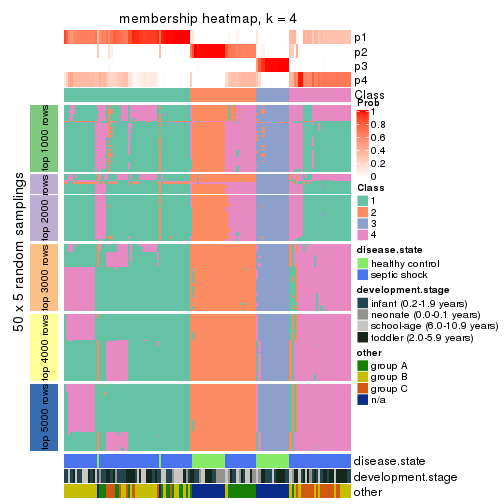 membership heatmap, k = 4
p1
p2
p3
p4
Class
50 x 5 random samplings
top 1000 rows
top 2000 rows
top 3000 rows
top 4000 rows
top 5000 rows
Prob
1
0.8
0.6
0.4
0.2
0
Class
1
2
3
4
disease.state
healthy control
septic shock
development.stage
infant (0.2-1.9 years)
neonate (0.0-0.1 years)
school-age (6.0-10.9 years)
toddler (2.0-5.9 years)
other
group A
group B
group C
n/a
disease.state
development.stage
other